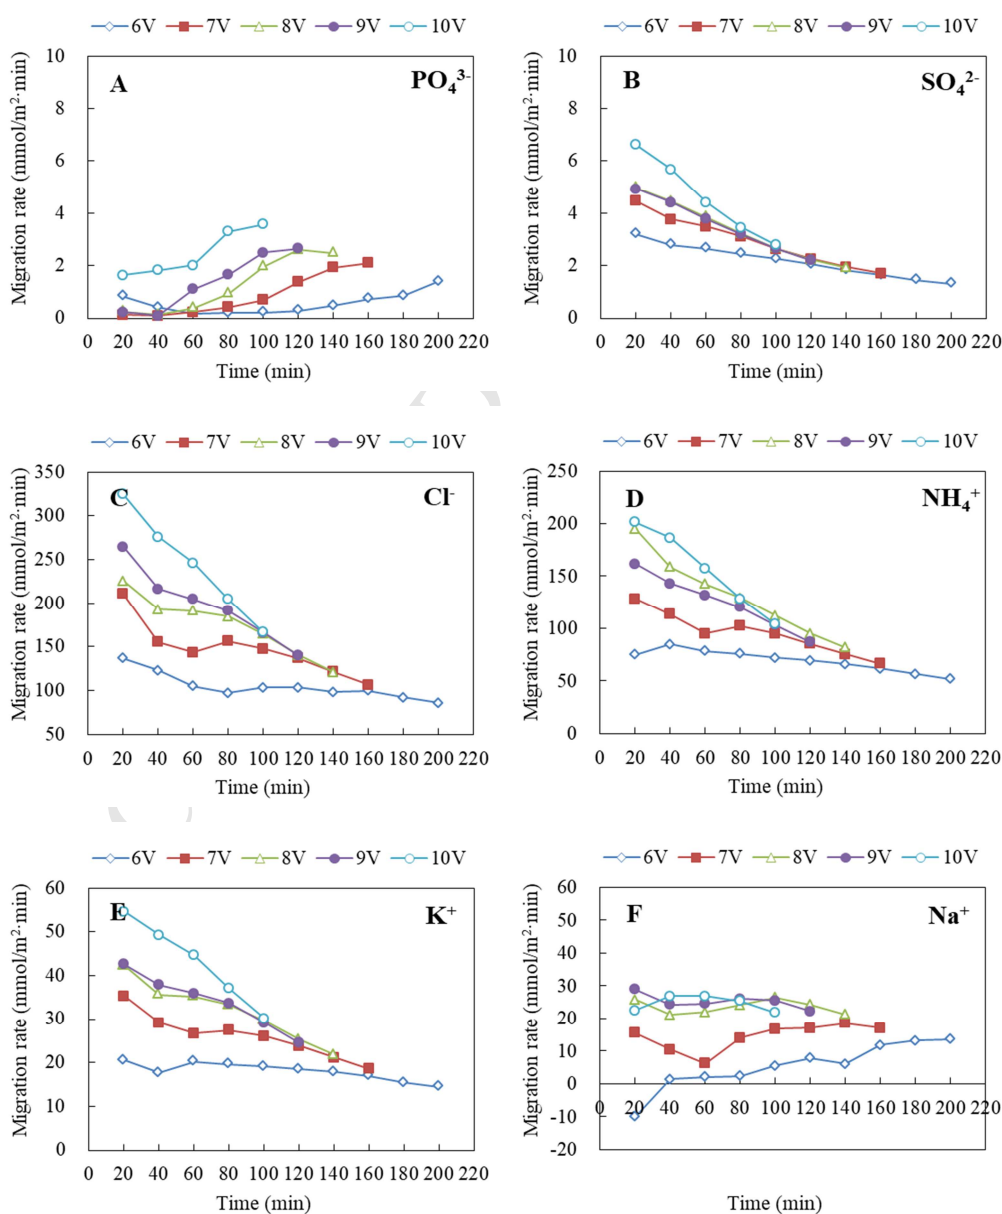 6V 7V 8V 9V 10V
A PO₄³⁻
Migration rate (mmol/m²·min)
10
8
6
4
2
0
0 20 40 60 80 100 120 140 160 180 200 220
Time (min)
6V 7V 8V 9V 10V
B SO₄²⁻
Migration rate (mmol/m²·min)
10
8
6
4
2
0
0 20 40 60 80 100 120 140 160 180 200 220
Time (min)
6V 7V 8V 9V 10V
C Cl⁻
Migration rate (mmol/m²·min)
350
300
250
200
150
100
50
0 20 40 60 80 100 120 140 160 180 200 220
Time (min)
6V 7V 8V 9V 10V
D NH₄⁺
Migration rate (mmol/m²·min)
250
200
150
100
50
0
0 20 40 60 80 100 120 140 160 180 200 220
Time (min)
6V 7V 8V 9V 10V
E K⁺
Migration rate (mmol/m²·min)
60
50
40
30
20
10
0
0 20 40 60 80 100 120 140 160 180 200 220
Time (min)
6V 7V 8V 9V 10V
F Na⁺
Migration rate (mmol/m²·min)
60
50
40
30
20
10
0
-10
-20
0 20 40 60 80 100 120 140 160 180 200 220
Time (min)